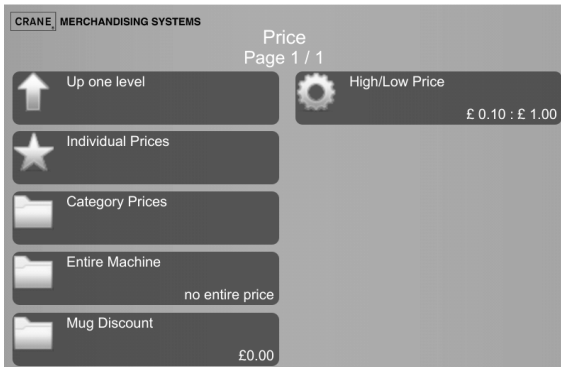 CRANE® MERCHANDISING SYSTEMS
Price
Page 1 / 1
Up one level
Individual Prices
Category Prices
Entire Machine
no entire price
Mug Discount
£0.00
High/Low Price
£ 0.10 : £ 1.00